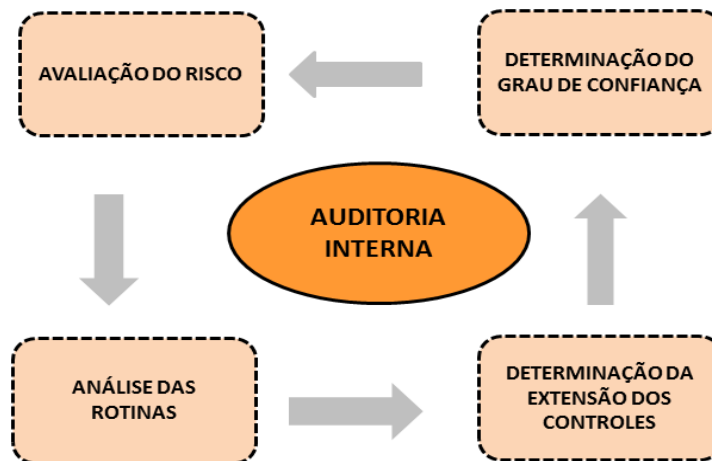 AVALIAÇÃO DO RISCO
DETERMINAÇÃO DO
GRAU DE CONFIANÇA
AUDITORIA
INTERNA
ANÁLISE DAS
ROTINAS
DETERMINAÇÃO DA
EXTENSÃO DOS
CONTROLES